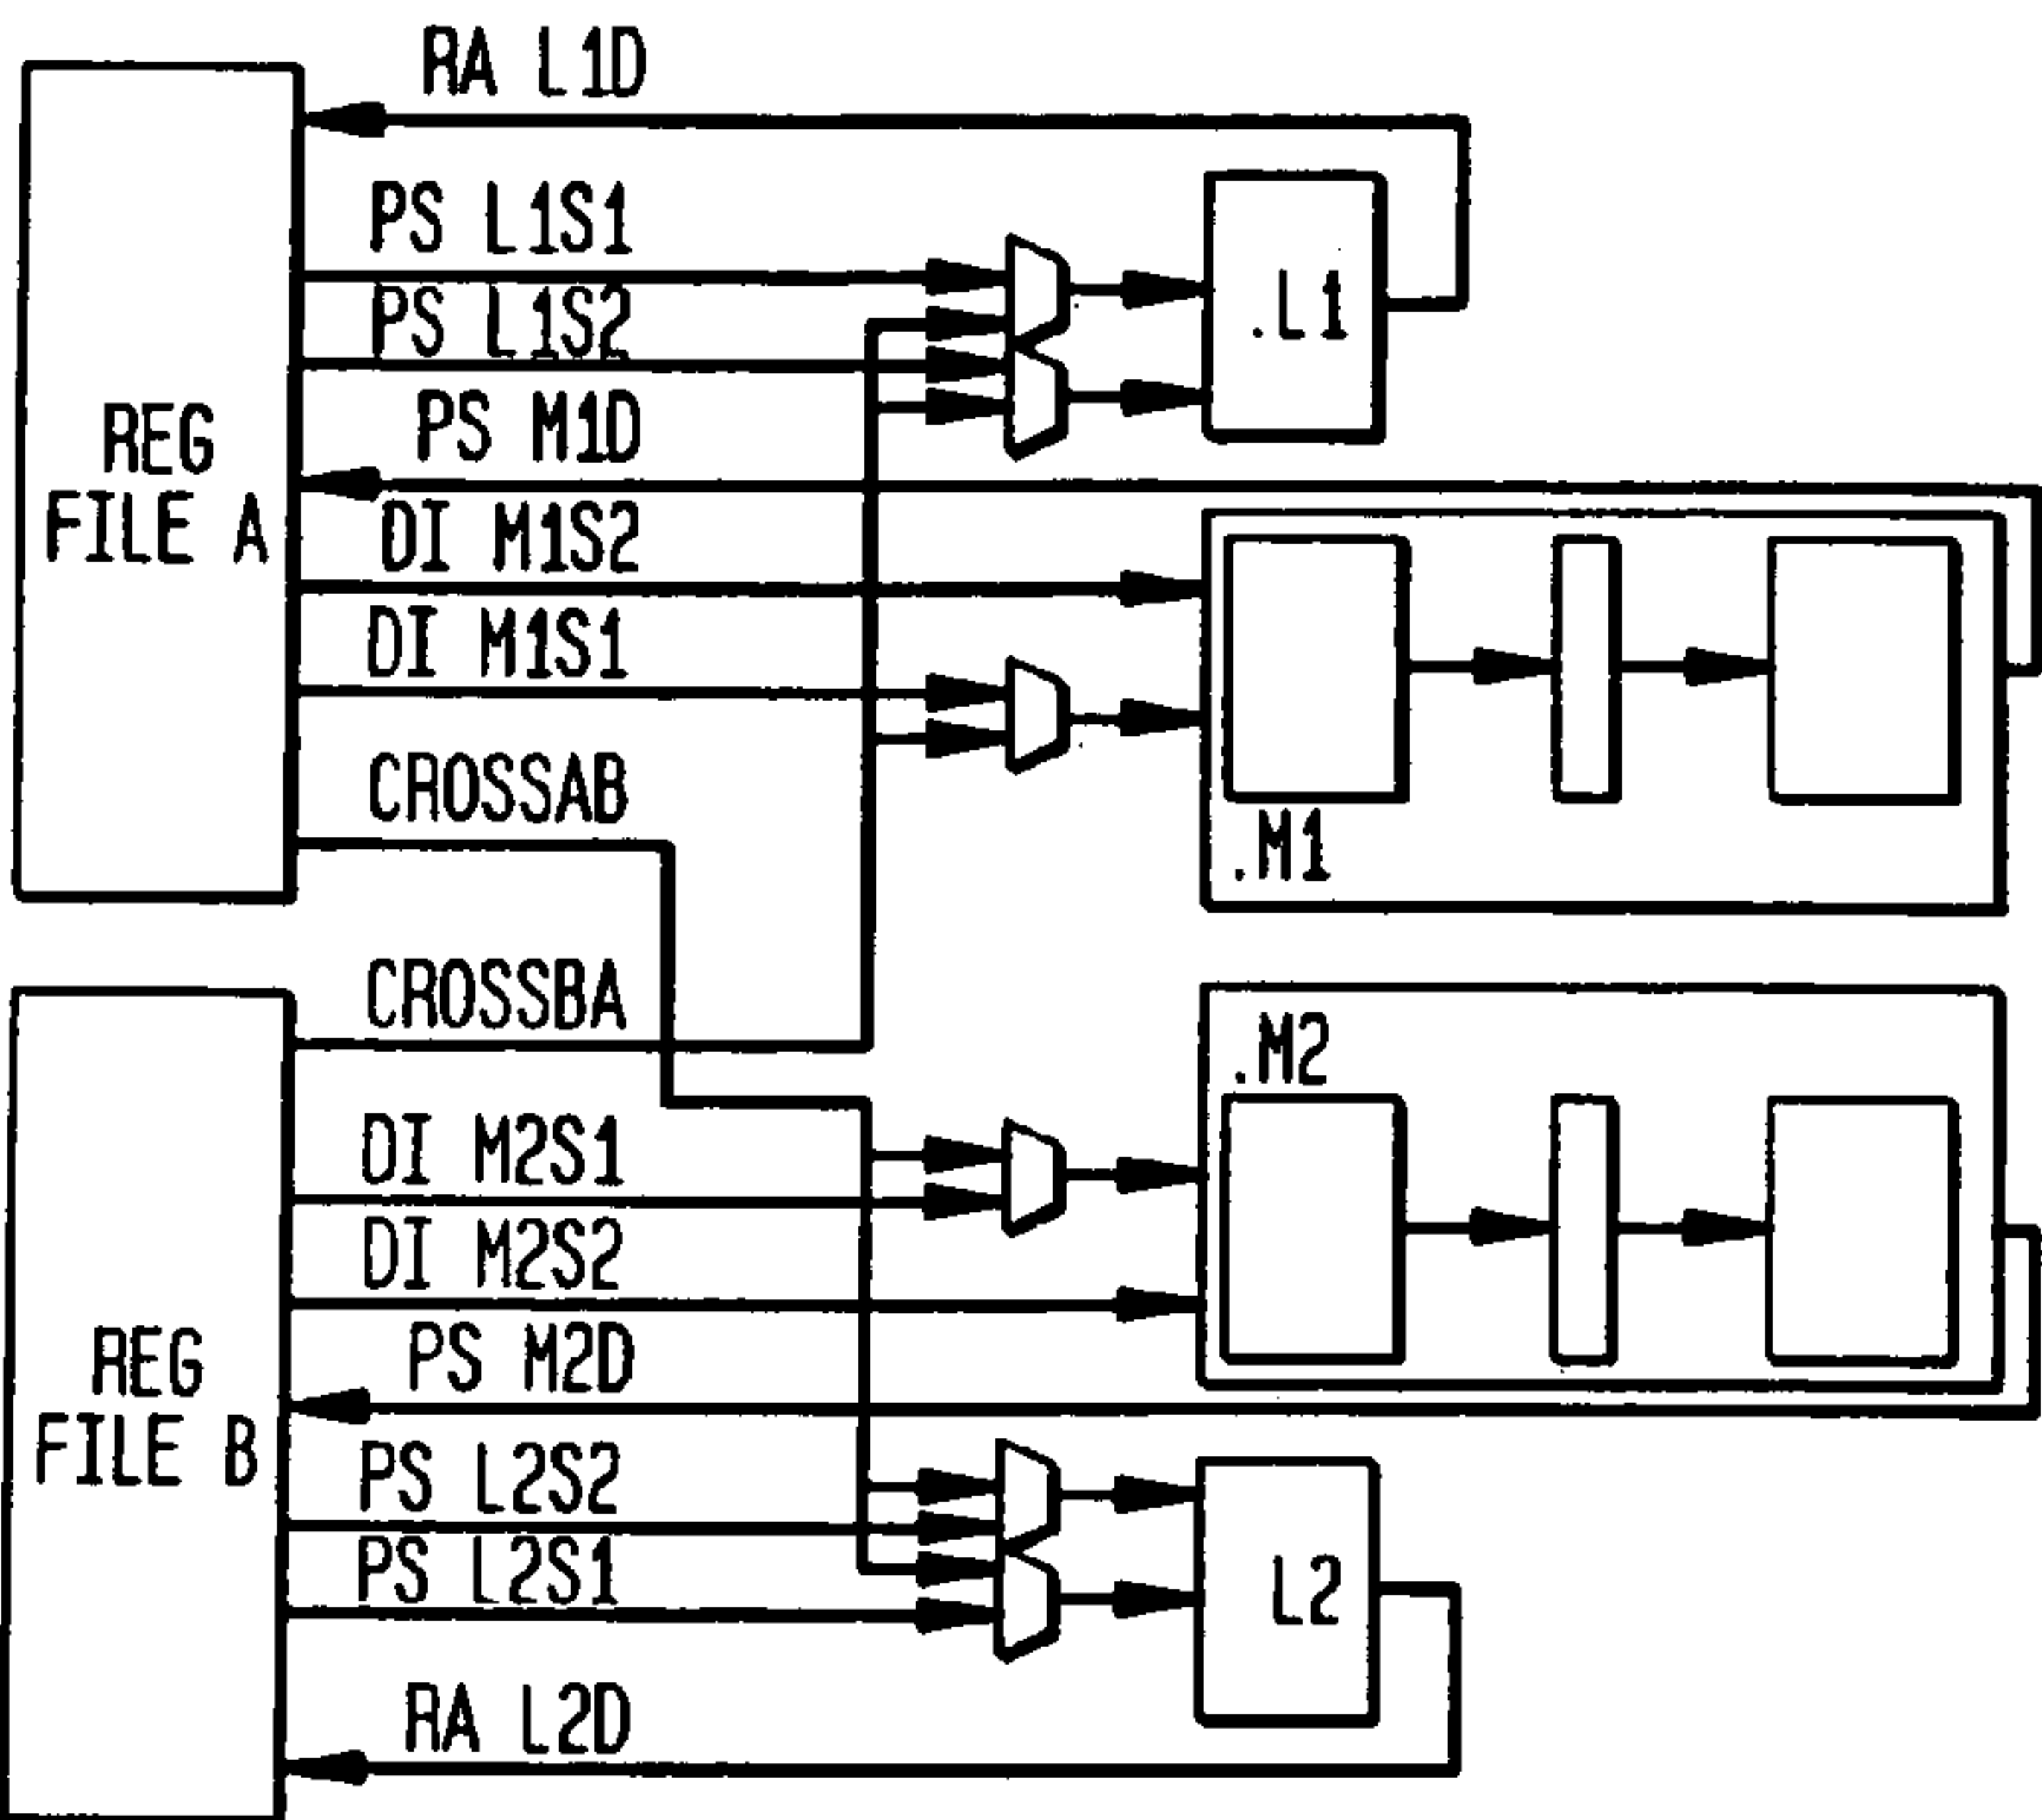 RA L1D
PS L1S1
PS L1S2
.L1
PS M1D
REG
FILE A
DI M1S2
DI M1S1
CROSSAB
.M1
CROSSBA
.M2
DI M2S1
DI M2S2
PS M2D
REG
FILE B
PS L2S2
PS L2S1
L2
RA L2D